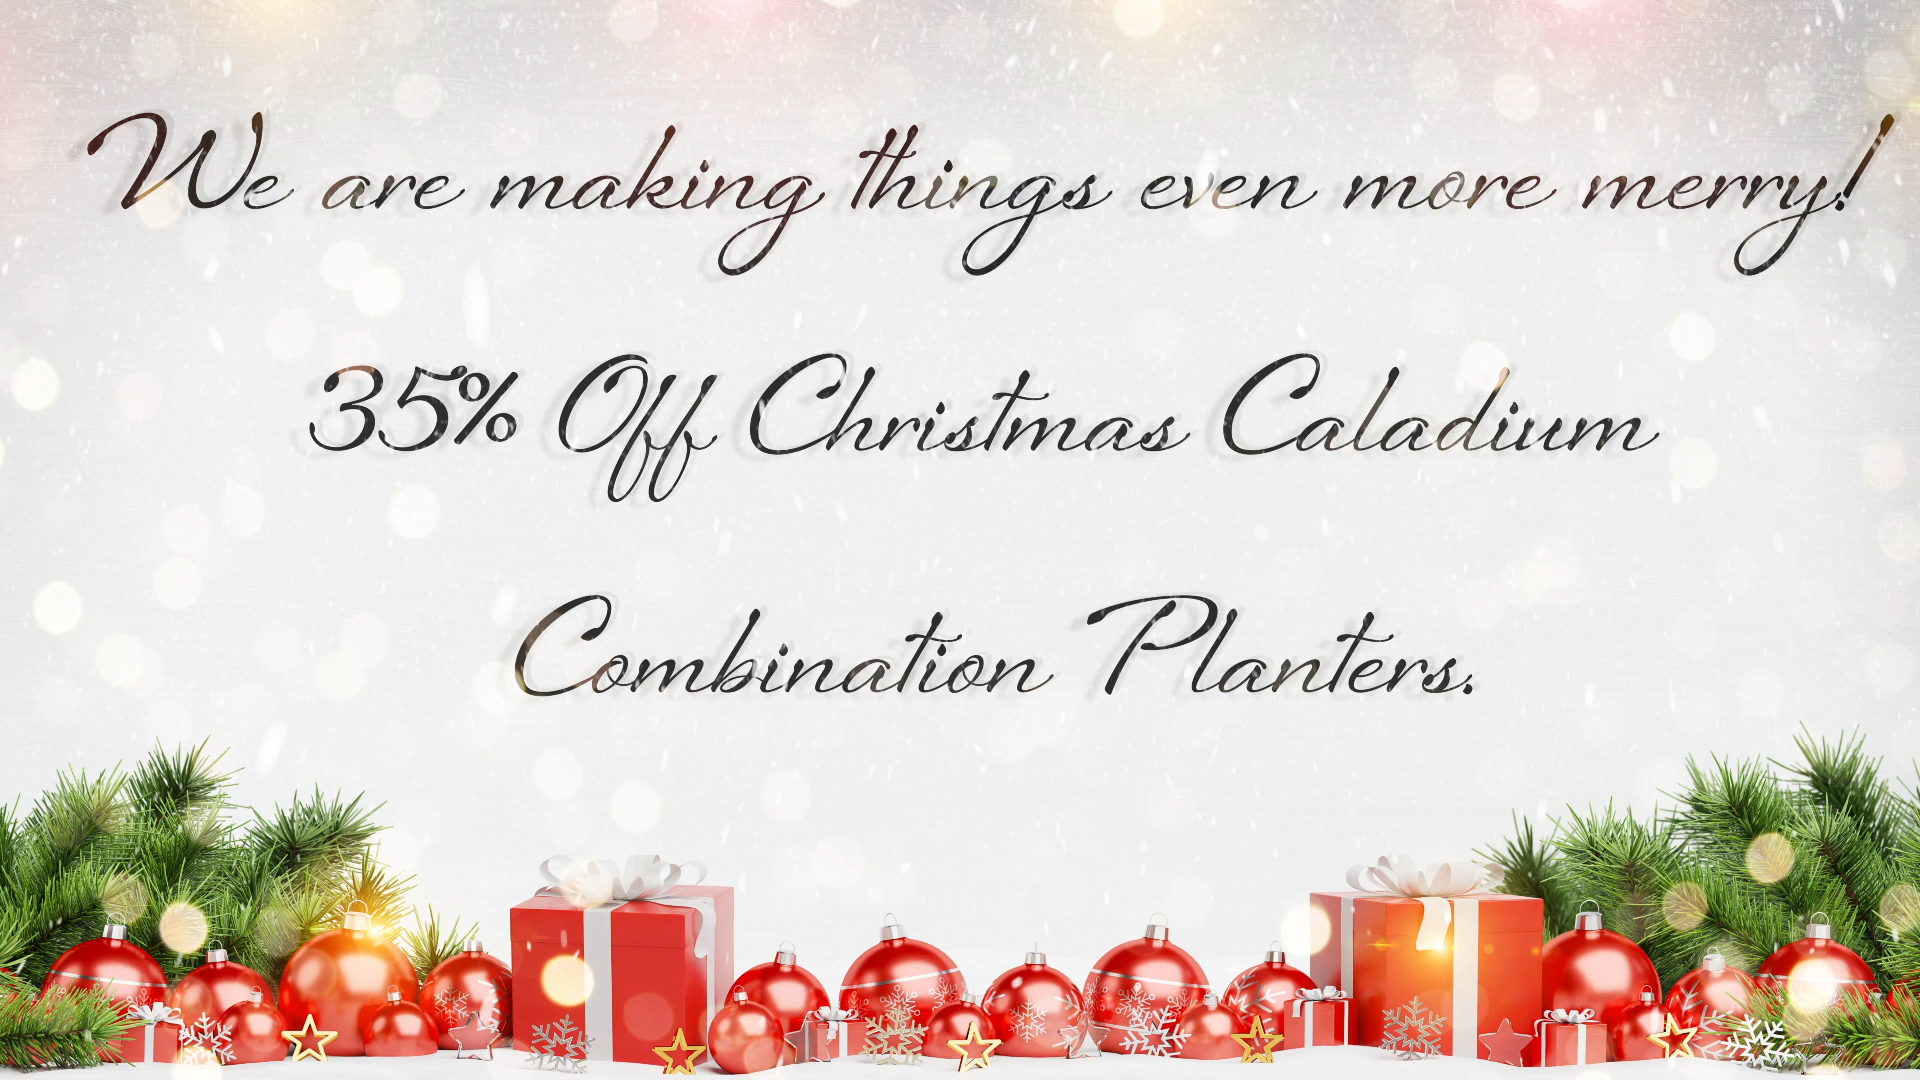 We are making things even more merry!
35% Off Christmas Caladium
Combination Planters.